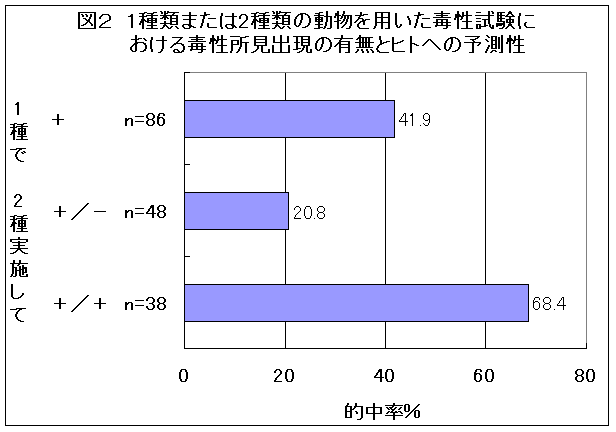 図２ 1種類または2種類の動物を用いた毒性試験に
おける毒性所見出現の有無とヒトへの予測性
1種で
＋ n=86
41.9
2種実施して
＋／－ n=48
20.8
＋／＋ n=38
68.4
0 20 40 60 80
的中率%